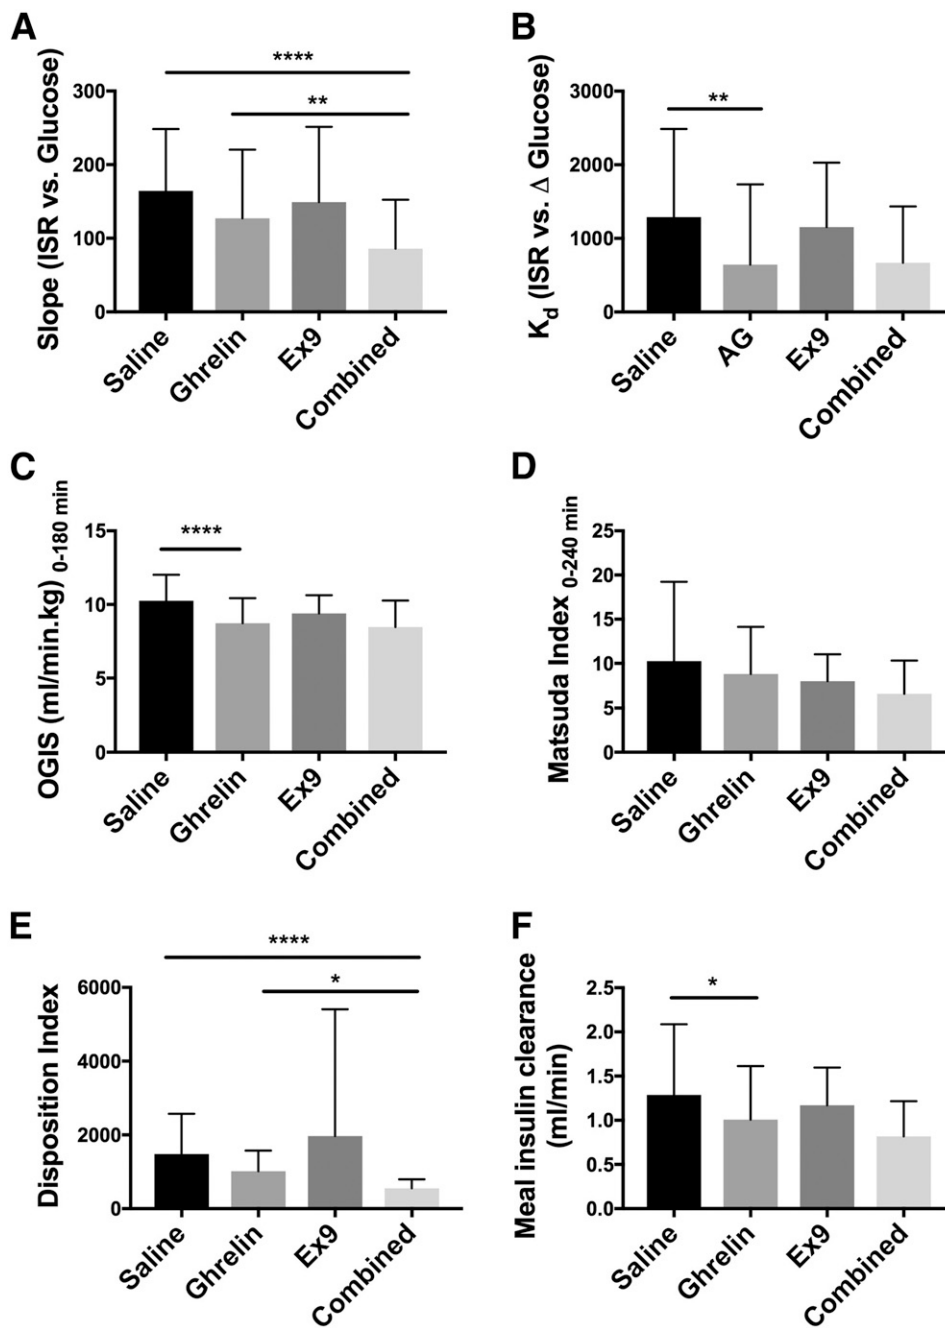 A
Slope (ISR vs. Glucose)
300
200
100
0
****
**
Saline
Ghrelin
Ex9
Combined
B
K_d (ISR vs. Δ Glucose)
3000
2000
1000
0
**
Saline
AG
Ex9
Combined
C
OGIS (ml/min.kg) 0-180 min
15
10
5
0
****
Saline
Ghrelin
Ex9
Combined
D
Matsuda Index 0-240 min
25
20
15
10
5
0
Saline
Ghrelin
Ex9
Combined
E
Disposition Index
6000
4000
2000
0
****
*
Saline
Ghrelin
Ex9
Combined
F
Meal insulin clearance
(ml/min)
2.5
2.0
1.5
1.0
0.5
0.0
*
Saline
Ghrelin
Ex9
Combined